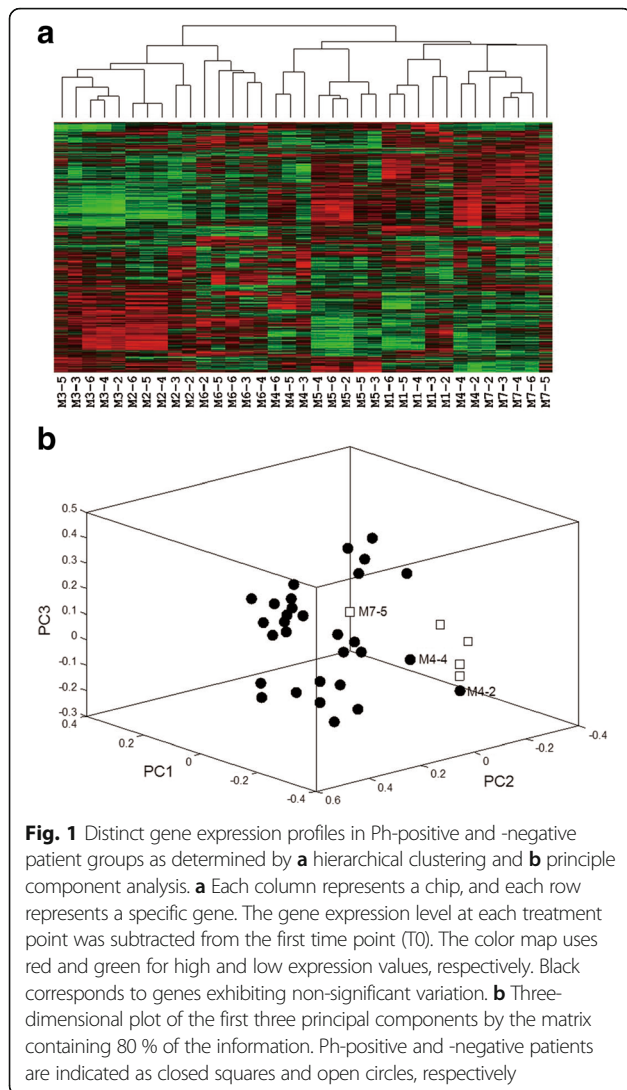 a
M3-5 M3-3 M3-6 M3-4 M3-2 M2-6 M2-5 M2-4 M2-3 M2-2 M6-2 M6-5 M6-6 M6-3 M6-4 M4-6 M4-5 M4-3 M5-4 M5-6 M5-2 M5-5 M5-3 M1-6 M1-5 M1-4 M1-3 M1-2 M4-4 M4-2 M7-2 M7-3 M7-4 M7-6 M7-5
b
0.5
0.4
0.3
0.2
0.1
0
-0.1
-0.2
-0.3
PC3
0.4
0.2
0
-0.2
-0.4
PC1
0.6
0.4
0.2
0
-0.2
-0.4
PC2
M7-5
M4-4
M4-2
Fig. 1 Distinct gene expression profiles in Ph-positive and -negative
patient groups as determined by a hierarchical clustering and b principle
component analysis. a Each column represents a chip, and each row
represents a specific gene. The gene expression level at each treatment
point was subtracted from the first time point (T0). The color map uses
red and green for high and low expression values, respectively. Black
corresponds to genes exhibiting non-significant variation. b Three-
dimensional plot of the first three principal components by the matrix
containing 80 % of the information. Ph-positive and -negative patients
are indicated as closed squares and open circles, respectively